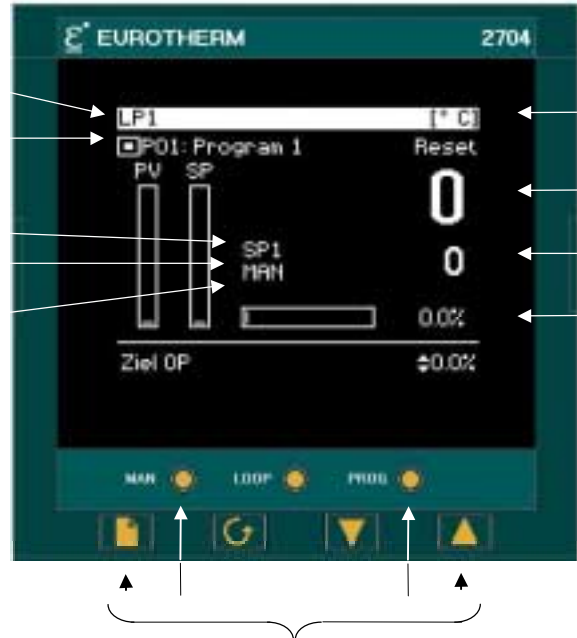 EUROTHERM 2704
LP1 [° C]
P01: Program 1 Reset
PV SP
0
SP1 0
MAN
0.0%
Ziel OP 0.0%
MAN LOOP PROG